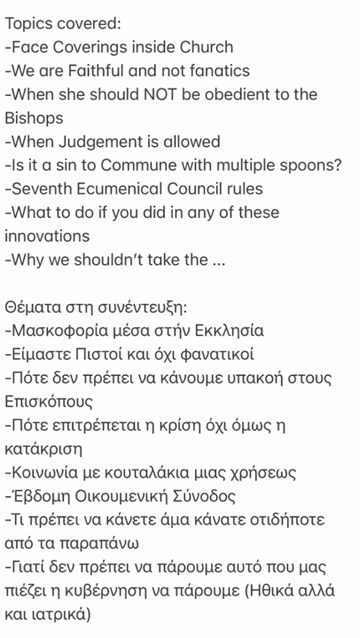 Topics covered:
-Face Coverings inside Church
-We are Faithful and not fanatics
-When she should NOT be obedient to the
Bishops
-When Judgement is allowed
-Is it a sin to Commune with multiple spoons?
-Seventh Ecumenical Council rules
-What to do if you did in any of these
innovations
-Why we shouldn’t take the ...
Θέματα στη συνέντευξη:
-Μασκοφορία μέσα στήν Εκκλησία
-Είμαστε Πιστοί και όχι φανατικοί
-Πότε δεν πρέπει να κάνουμε υπακοή στους
Επισκόπους
-Πότε επιτρέπεται η κρίση όχι όμως η
κατάκριση
-Κοινωνία με κουταλάκια μιας χρήσεως
-Έβδομη Οικουμενική Σύνοδος
-Τι πρέπει να κάνετε άμα κάνατε οτιδήποτε
από τα παραπάνω
-Γιατί δεν πρέπει να πάρουμε αυτό που μας
πιέζει η κυβέρνηση να πάρουμε (Ηθικά αλλά
και ιατρικά)